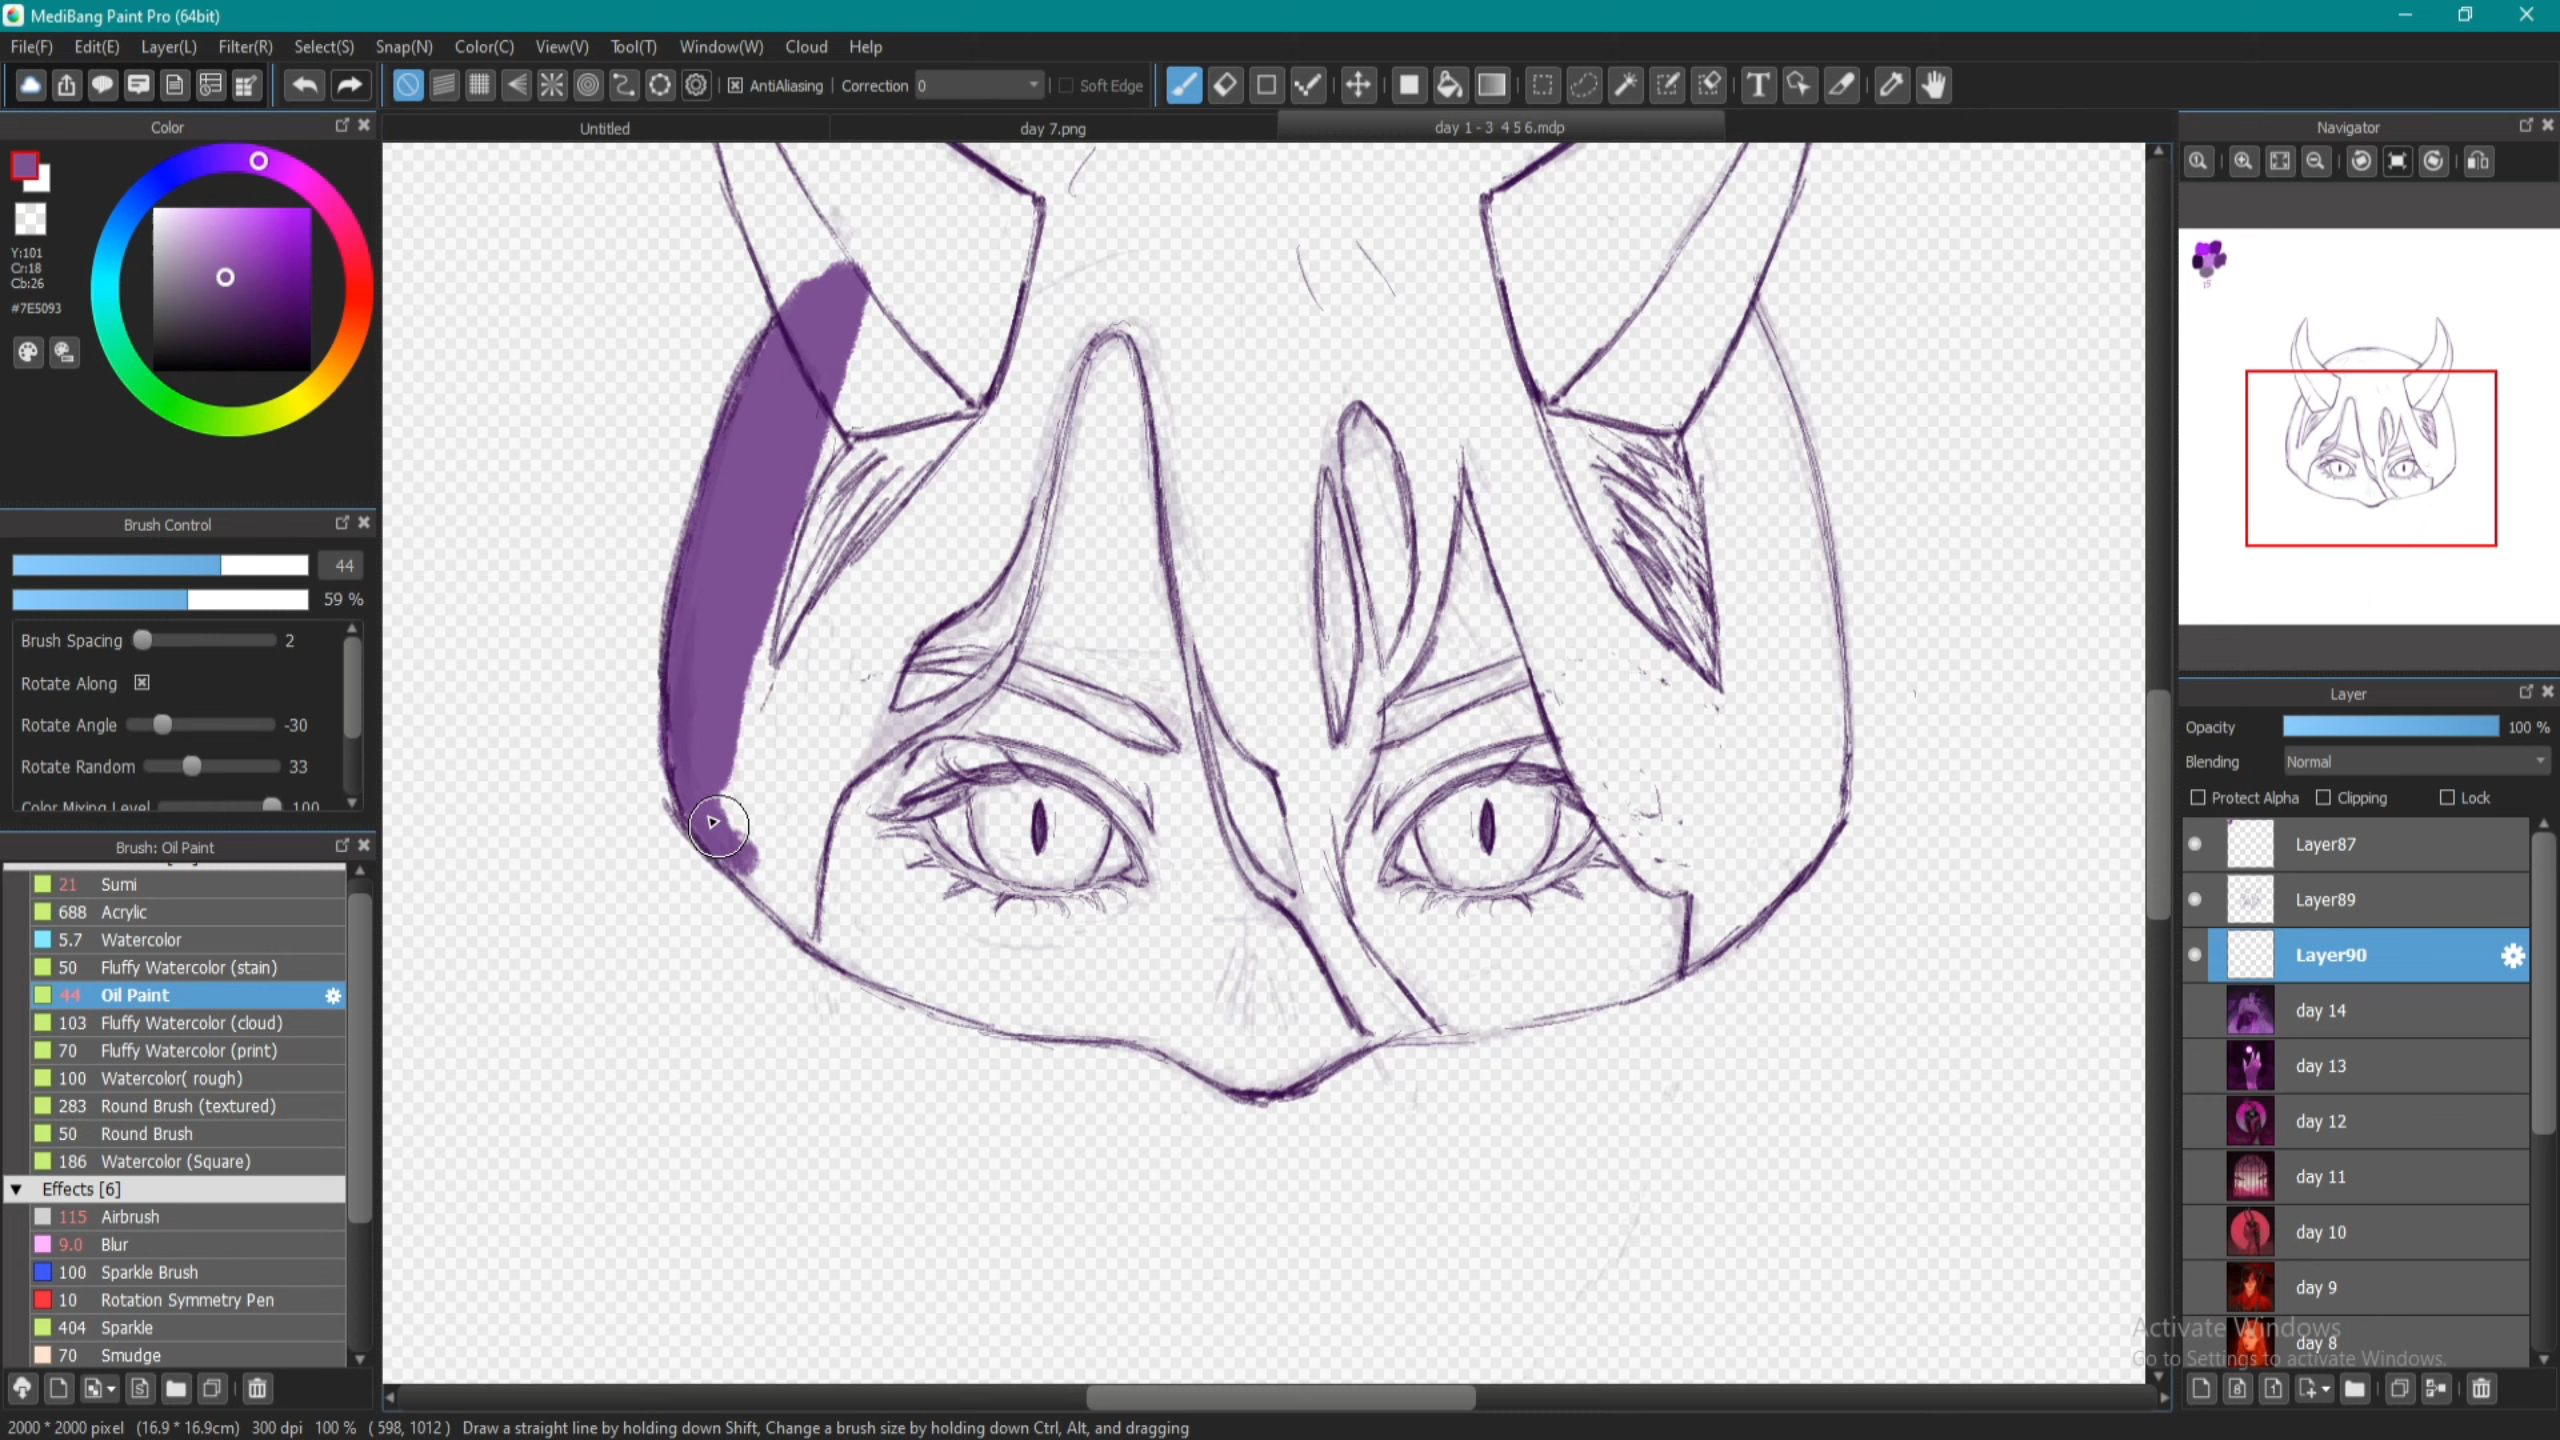 MediBang Paint Pro (64bit)
File(F) Edit(E) Layer(L) Filter(R) Select(S) Snap(N) Color(C) View(V) Tool(T) Window(W) Cloud Help
AntiAliasing Correction 0 Soft Edge
Color
Untitled
day 7.png
day 1 - 3 4 5 6.mdp
Navigator
Y:101
Cr:18
Cb:26
#7E5093
15
Brush Control
44
59 %
Brush Spacing 2
Rotate Along
Rotate Angle -30
Rotate Random 33
Color Mixing Level 100
Brush: Oil Paint
21 Sumi
688 Acrylic
5.7 Watercolor
50 Fluffy Watercolor (stain)
44 Oil Paint
103 Fluffy Watercolor (cloud)
70 Fluffy Watercolor (print)
100 Watercolor( rough)
283 Round Brush (textured)
50 Round Brush
186 Watercolor (Square)
Effects [6]
115 Airbrush
9.0 Blur
100 Sparkle Brush
10 Rotation Symmetry Pen
404 Sparkle
70 Smudge
Layer
Opacity 100 %
Blending Normal
Protect Alpha Clipping Lock
Layer87
Layer89
Layer90
day 14
day 13
day 12
day 11
day 10
day 9
day 8
Activate Windows
Go to Settings to activate Windows.
2000 * 2000 pixel (16.9 * 16.9cm) 300 dpi 100 % ( 598, 1012 ) Draw a straight line by holding down Shift, Change a brush size by holding down Ctrl, Alt, and dragging